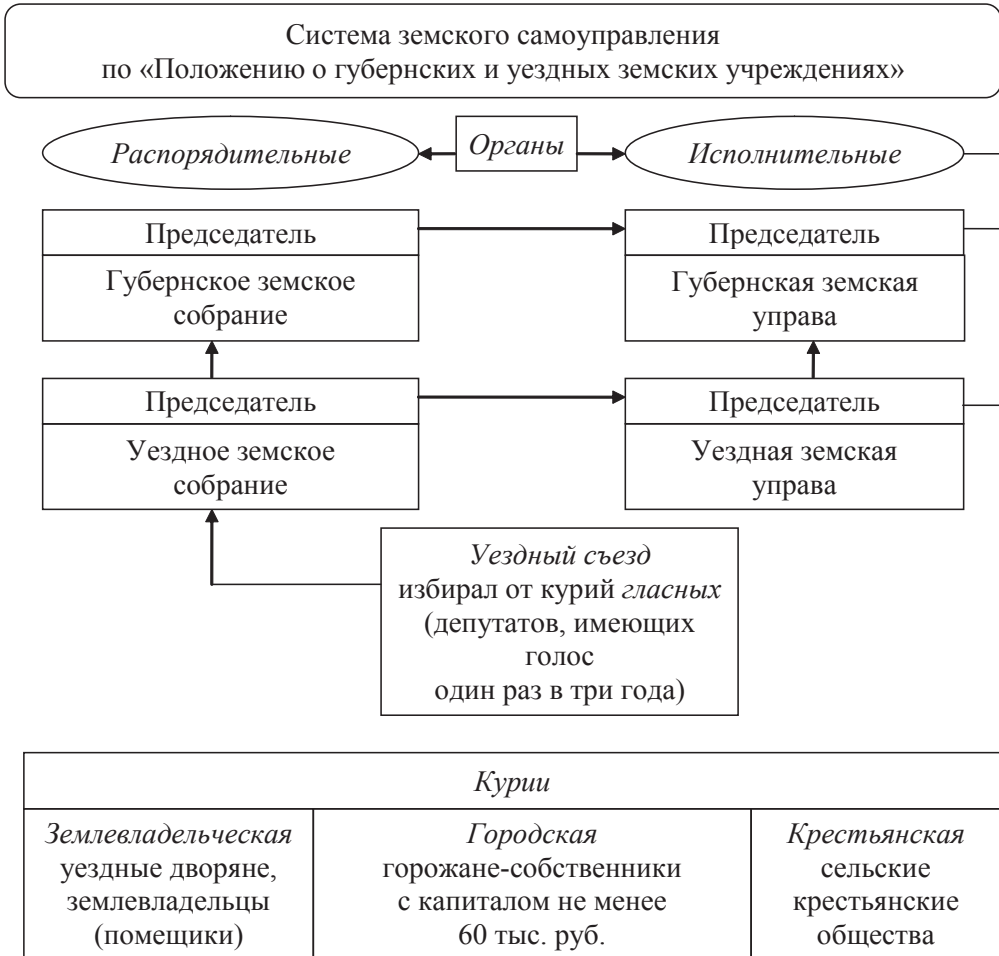 Система земского самоуправления
по «Положению о губернских и уездных земских учреждениях»
Распорядительные
Органы
Исполнительные
Председатель
Губернское земское
собрание
Председатель
Губернская земская
управа
Председатель
Уездное земское
собрание
Председатель
Уездная земская
управа
Уездный съезд
избирал от курий гласных
(депутатов, имеющих
голос
один раз в три года)
Курии
Землевладельческая
уездные дворяне,
землевладельцы
(помещики)
Городская
горожане-собственники
с капиталом не менее
60 тыс. руб.
Крестьянская
сельские
крестьянские
общества